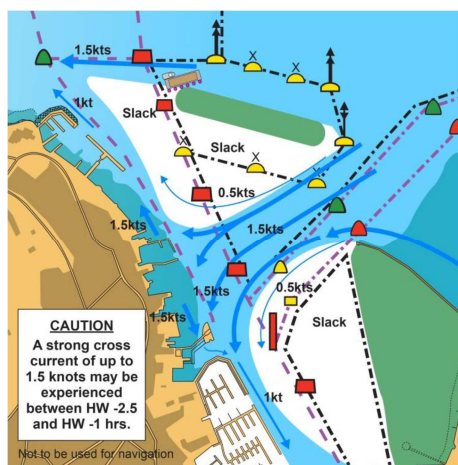 1.5kts
X
X
1kt
Slack
Slack
X
X
0.5kts
1.5kts
1.5kts
1.5kts
1.5kts
0.5kts
Slack
1kt
CAUTION
A strong cross
current of up to
1.5 knots may be
experienced
between HW -2.5
and HW -1 hrs.
Not to be used for navigation